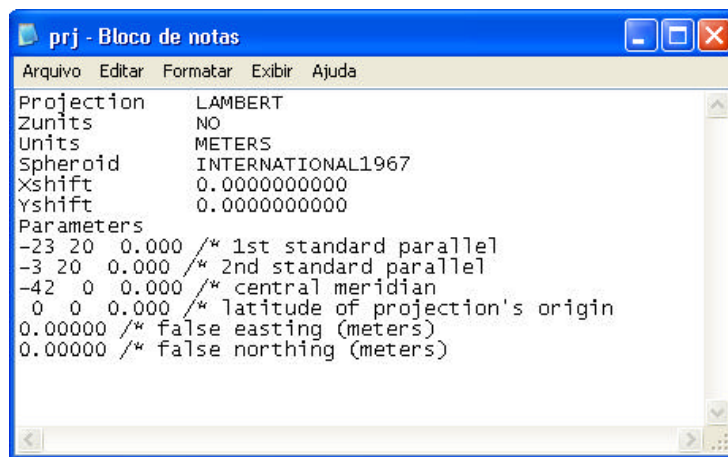 prj - Bloco de notas
Arquivo Editar Formatar Exibir Ajuda
Projection LAMBERT
Zunits NO
Units METERS
Spheroid INTERNATIONAL1967
Xshift 0.0000000000
Yshift 0.0000000000
Parameters
-23 20 0.000 /* 1st standard parallel
-3 20 0.000 /* 2nd standard parallel
-42 0 0.000 /* central meridian
0 0 0.000 /* latitude of projection's origin
0.00000 /* false easting (meters)
0.00000 /* false northing (meters)